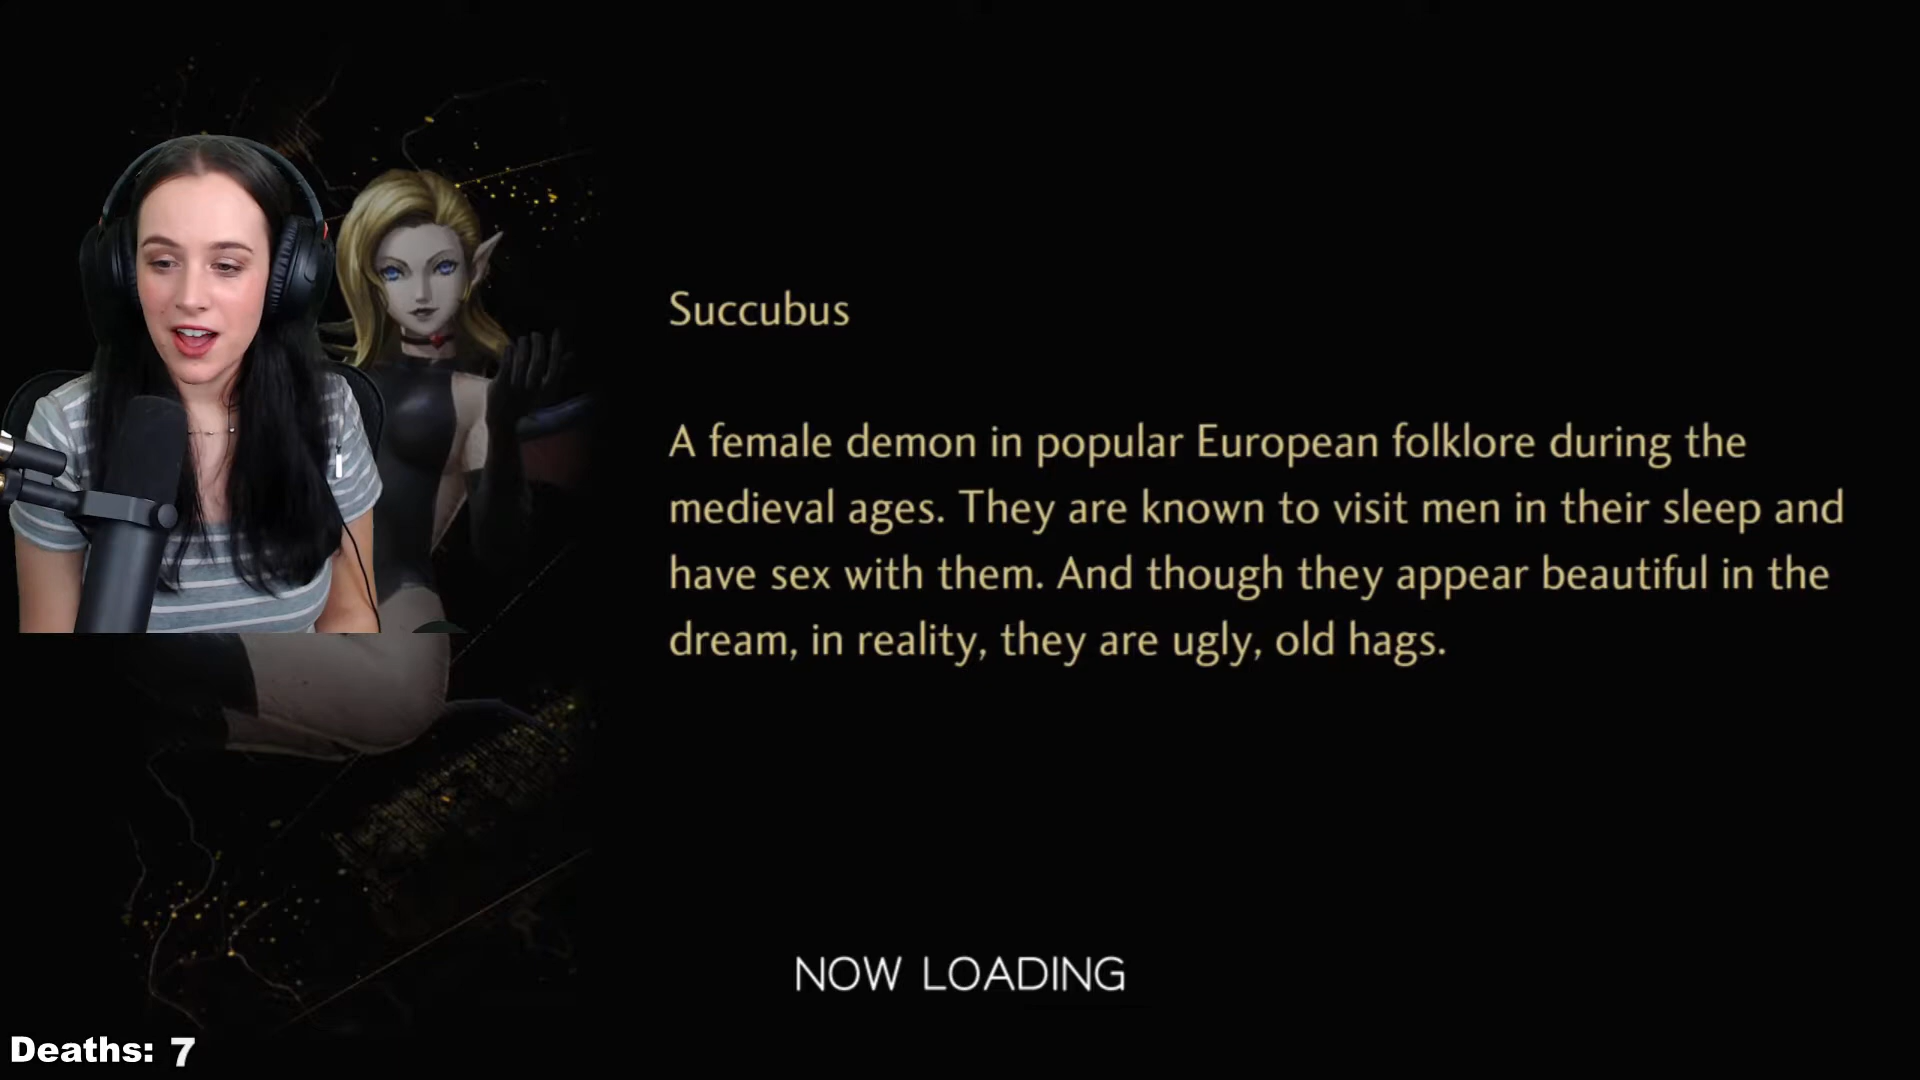 Succubus
A female demon in popular European folklore during the
medieval ages. They are known to visit men in their sleep and
have sex with them. And though they appear beautiful in the
dream, in reality, they are ugly, old hags.
NOW LOADING
Deaths: 7